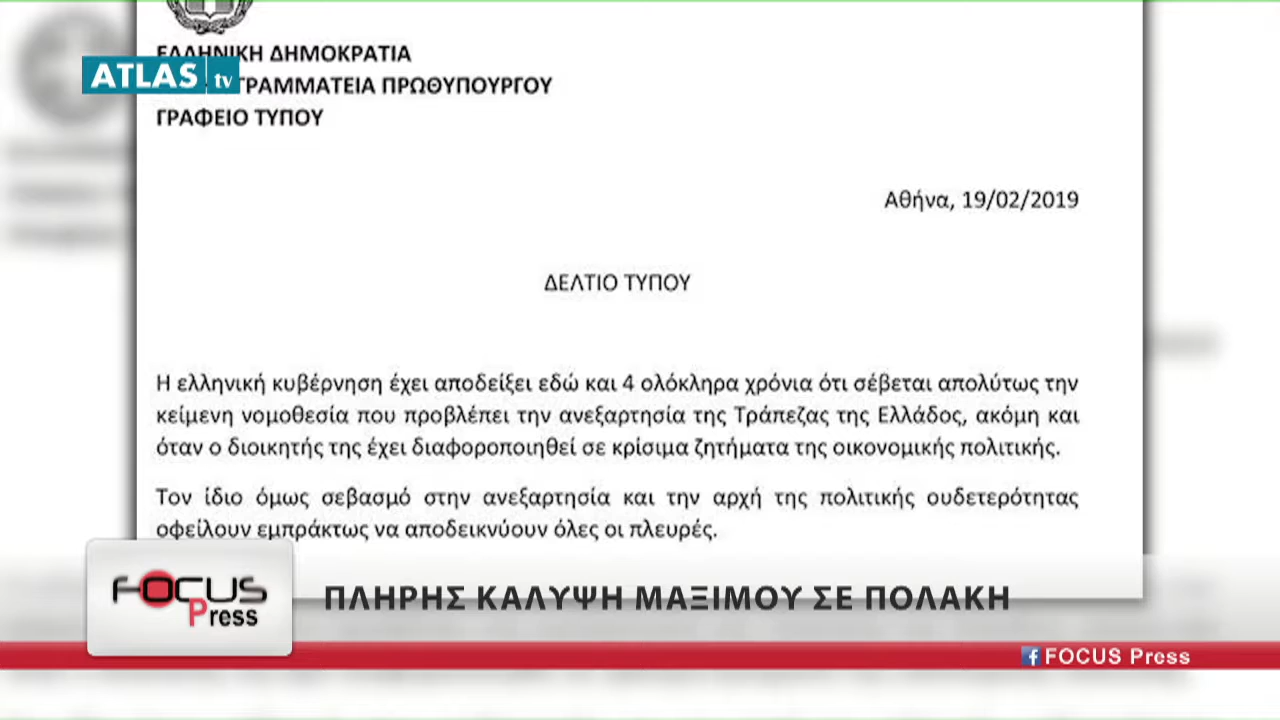 ΕΛΛΗΝΙΚΗ ΔΗΜΟΚΡΑΤΙΑ
ATLAS tv
ΓΡΑΜΜΑΤΕΙΑ ΠΡΩΘΥΠΟΥΡΓΟΥ
ΓΡΑΦΕΙΟ ΤΥΠΟΥ
Αθήνα, 19/02/2019
ΔΕΛΤΙΟ ΤΥΠΟΥ
Η ελληνική κυβέρνηση έχει αποδείξει εδώ και 4 ολόκληρα χρόνια ότι σέβεται απολύτως την
κείμενη νομοθεσία που προβλέπει την ανεξαρτησία της Τράπεζας της Ελλάδος, ακόμη και
όταν ο διοικητής της έχει διαφοροποιηθεί σε κρίσιμα ζητήματα της οικονομικής πολιτικής.
Τον ίδιο όμως σεβασμό στην ανεξαρτησία και την αρχή της πολιτικής ουδετερότητας
οφείλουν εμπράκτως να αποδεικνύουν όλες οι πλευρές.
FOCUS
Press
ΠΛΗΡΗΣ ΚΑΛΥΨΗ ΜΑΞΙΜΟΥ ΣΕ ΠΟΛΑΚΗ
f FOCUS Press